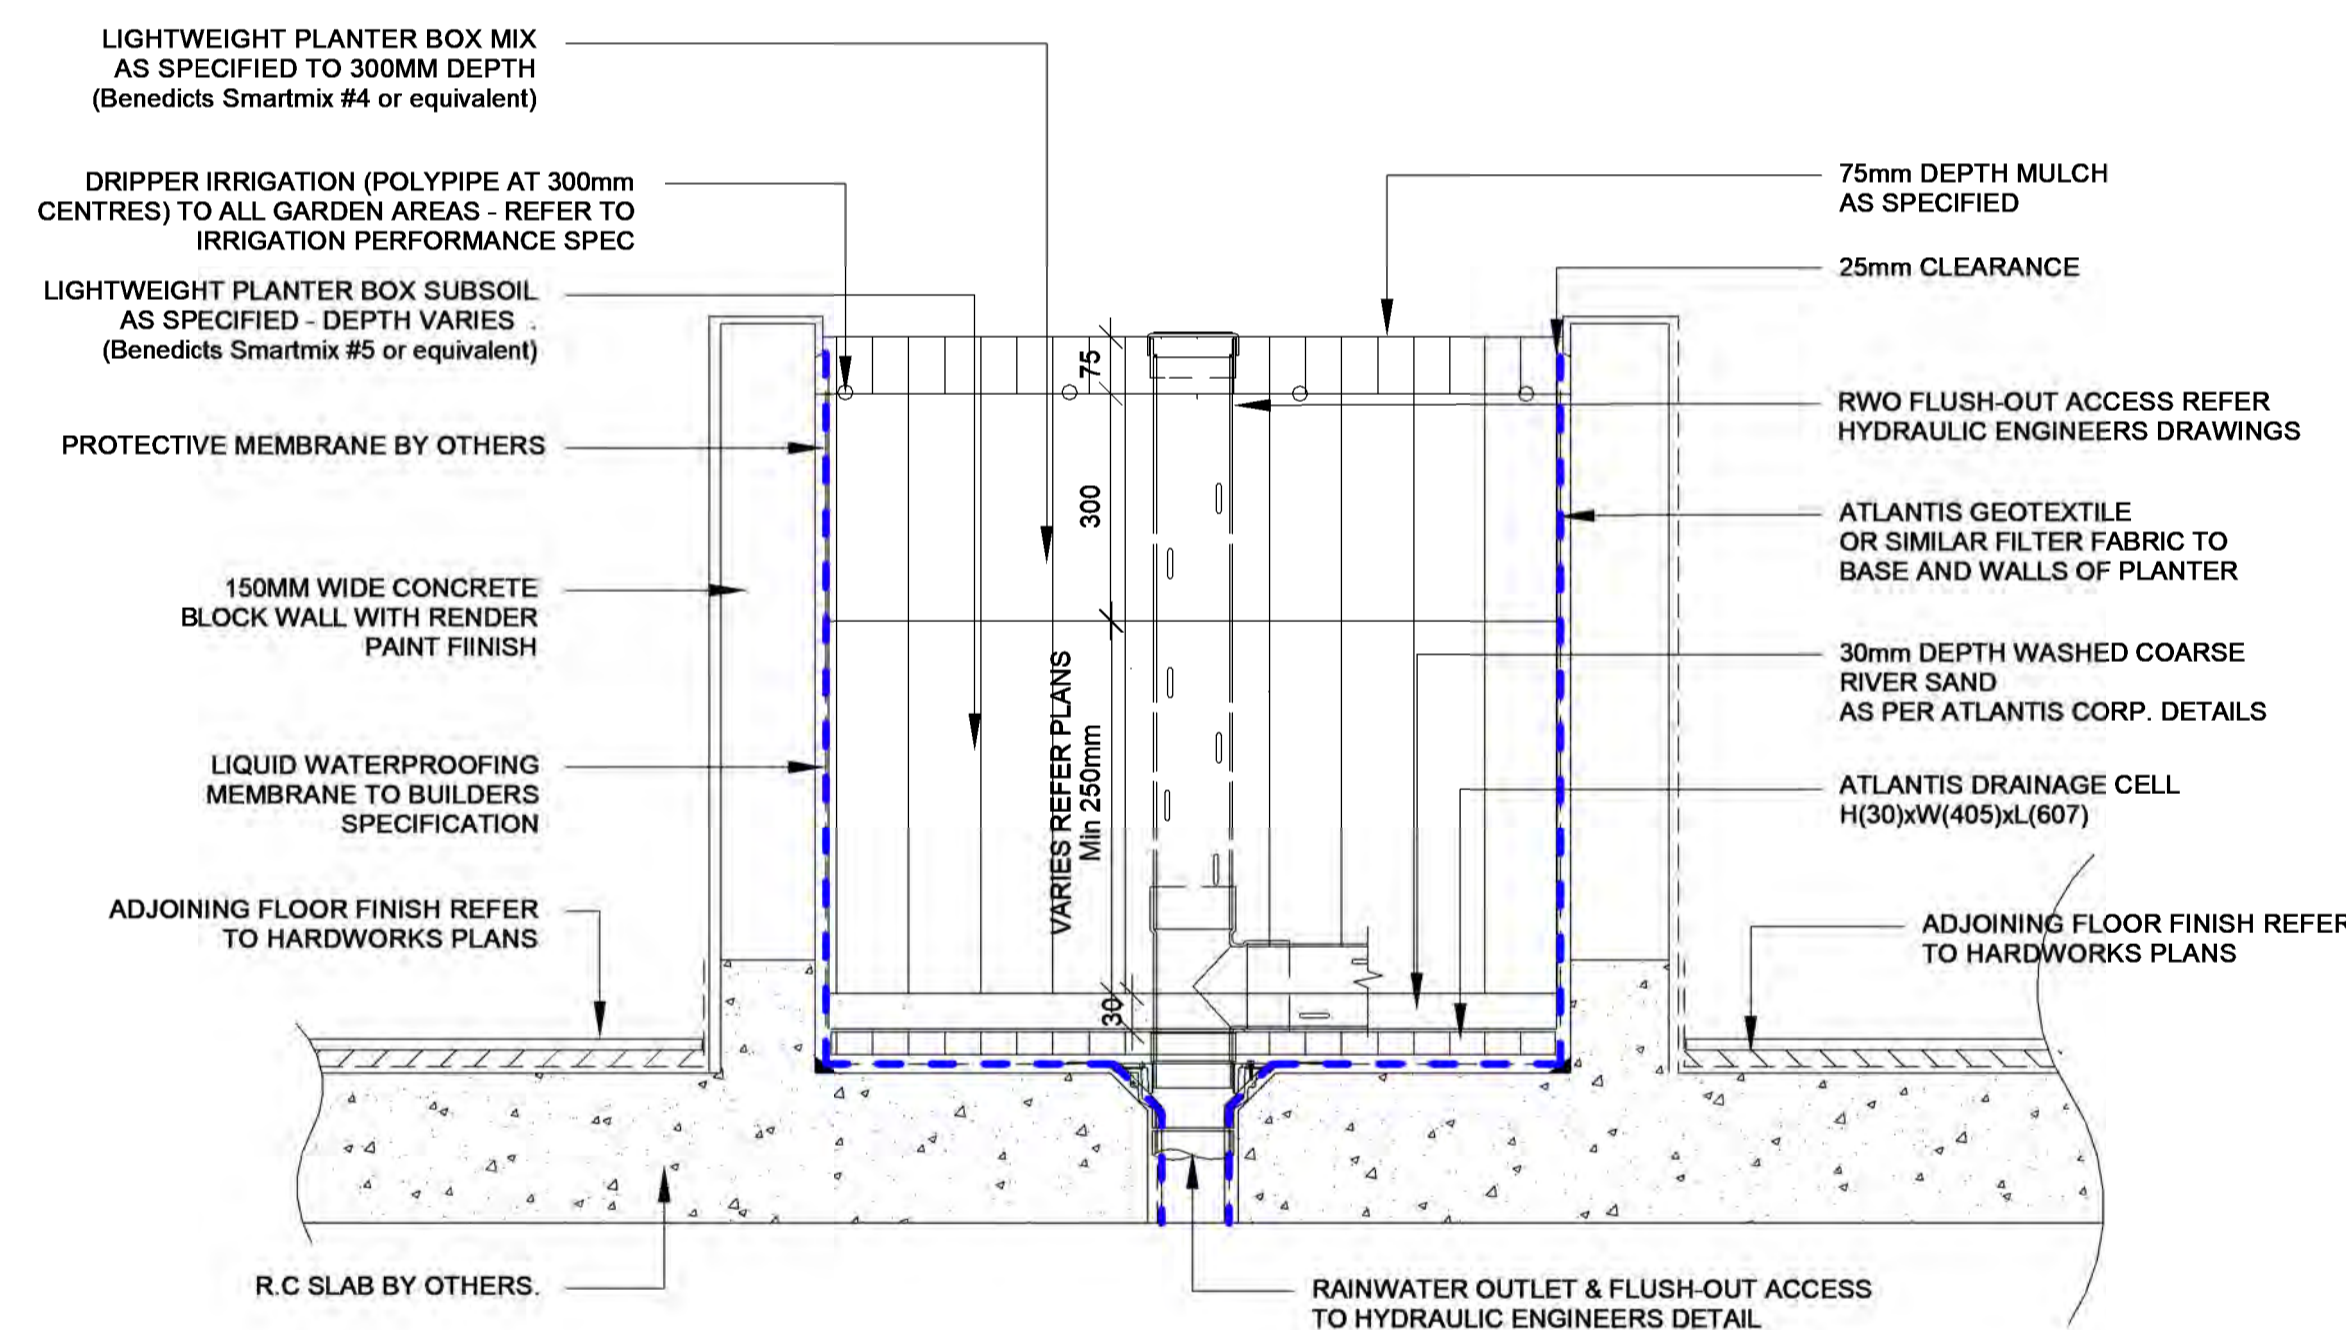 LIGHTWEIGHT PLANTER BOX MIX
AS SPECIFIED TO 300MM DEPTH
(Benedicts Smartmix #4 or equivalent)
DRIPPER IRRIGATION (POLYPIPE AT 300mm
CENTRES) TO ALL GARDEN AREAS - REFER TO
IRRIGATION PERFORMANCE SPEC
LIGHTWEIGHT PLANTER BOX SUBSOIL
AS SPECIFIED - DEPTH VARIES .
(Benedicts Smartmix #5 or equivalent)
PROTECTIVE MEMBRANE BY OTHERS
150MM WIDE CONCRETE
BLOCK WALL WITH RENDER
PAINT FIINISH
LIQUID WATERPROOFING
MEMBRANE TO BUILDERS
SPECIFICATION
ADJOINING FLOOR FINISH REFER
TO HARDWORKS PLANS
R.C SLAB BY OTHERS.
75
300
VARIES REFER PLANS
Min 250mm
30
75mm DEPTH MULCH
AS SPECIFIED
25mm CLEARANCE
RWO FLUSH-OUT ACCESS REFER
HYDRAULIC ENGINEERS DRAWINGS
ATLANTIS GEOTEXTILE
OR SIMILAR FILTER FABRIC TO
BASE AND WALLS OF PLANTER
30mm DEPTH WASHED COARSE
RIVER SAND
AS PER ATLANTIS CORP. DETAILS
ATLANTIS DRAINAGE CELL
H(30)xW(405)xL(607)
ADJOINING FLOOR FINISH REFER
TO HARDWORKS PLANS
RAINWATER OUTLET & FLUSH-OUT ACCESS
TO HYDRAULIC ENGINEERS DETAIL